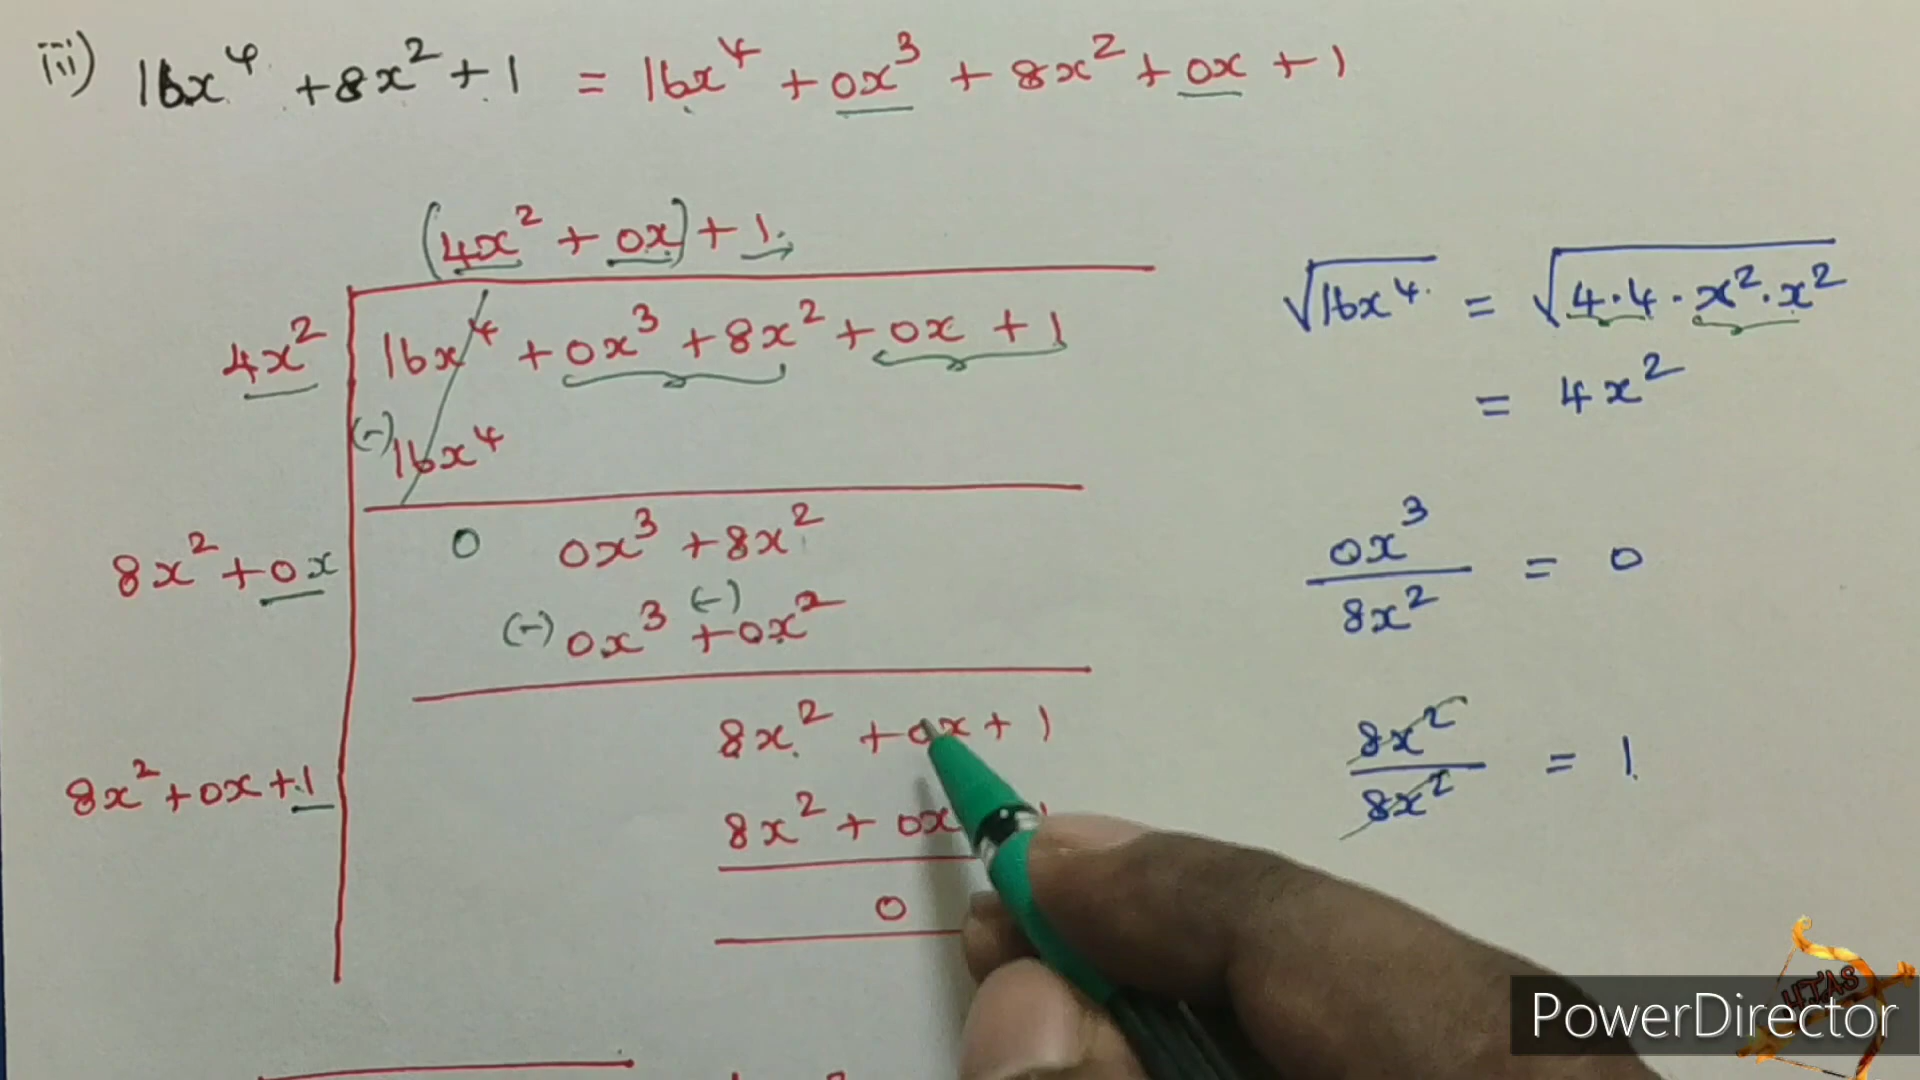 iii) 16x⁴ + 8x² + 1 = 16x⁴ + 0x³ + 8x² + 0x + 1
(4x² + 0x) + 1
4x² 16x⁴ + 0x³ + 8x² + 0x + 1
(-) 16x⁴
8x² + 0x 0 0x³ + 8x²
(-) 0x³ (-) + 0x²
8x² + 0x + 1 8x² + 0x + 1
8x² + 0x
0
√16x⁴ = √4·4·x²·x²
= 4x²
0x³/8x² = 0
8x²/8x² = 1
HTAS
PowerDirector